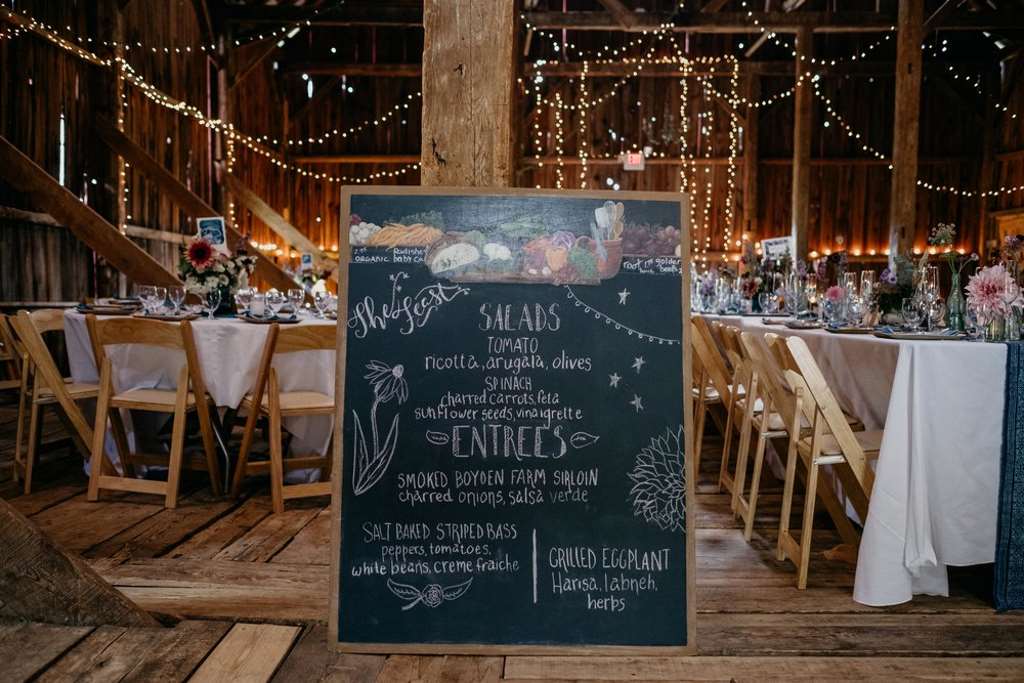 ORGANIC
Radishes
baby ca
root
golden
beets
The Feast
SALADS
TOMATO
ricotta, arugala, olives
SPINACH
charred carrots, feta
sunflower seeds, vinaigrette
ENTREES
SMOKED BOYDEN FARM SIRLOIN
charred onions, salsa verde
SALT BAKED STRIPED BASS
peppers, tomatoes,
white beans, creme fraiche
GRILLED EGGPLANT
Harisa, labneh,
herbs